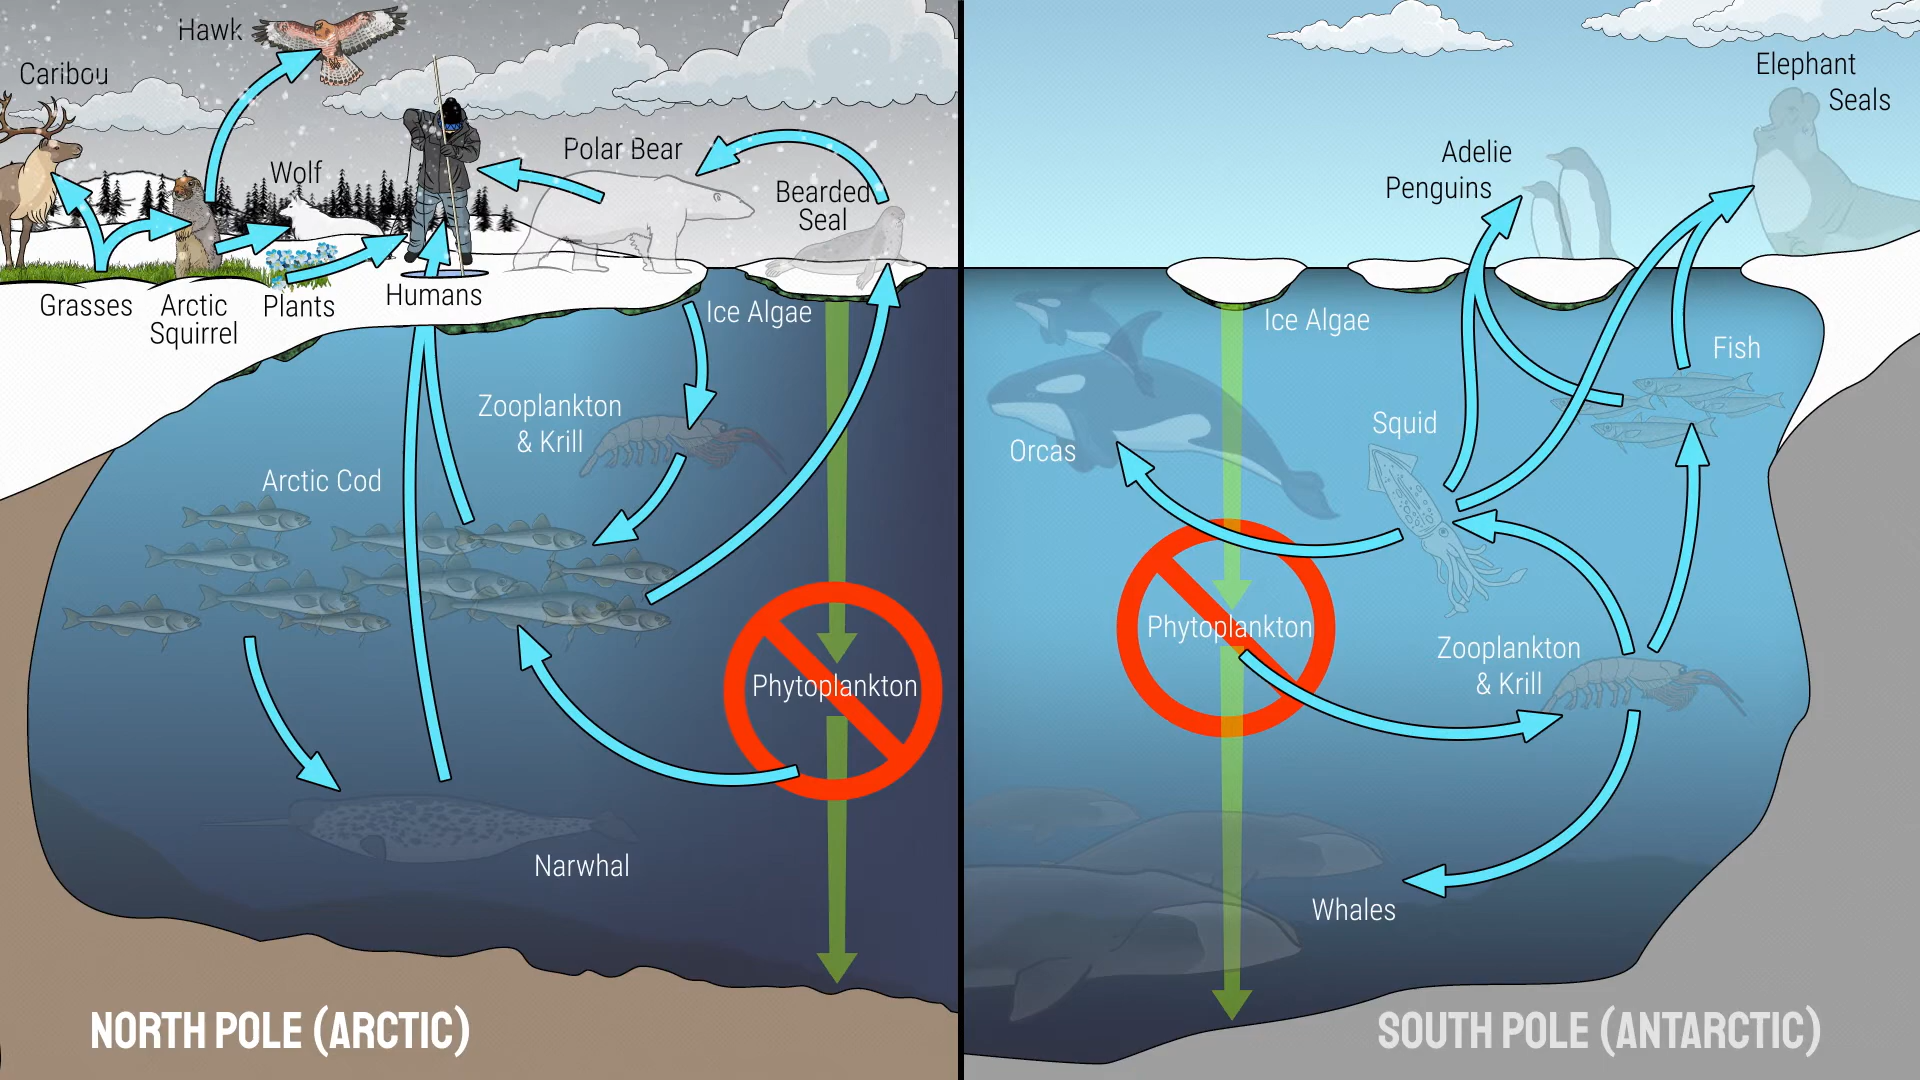 Hawk
Caribou
Wolf
Polar Bear
Bearded
Seal
Grasses
Arctic
Squirrel
Plants
Humans
Ice Algae
Zooplankton
& Krill
Arctic Cod
Phytoplankton
Narwhal
NORTH POLE (ARCTIC)
Elephant
Seals
Adelie
Penguins
Ice Algae
Fish
Squid
Orcas
Phytoplankton
Zooplankton
& Krill
Whales
SOUTH POLE (ANTARCTIC)